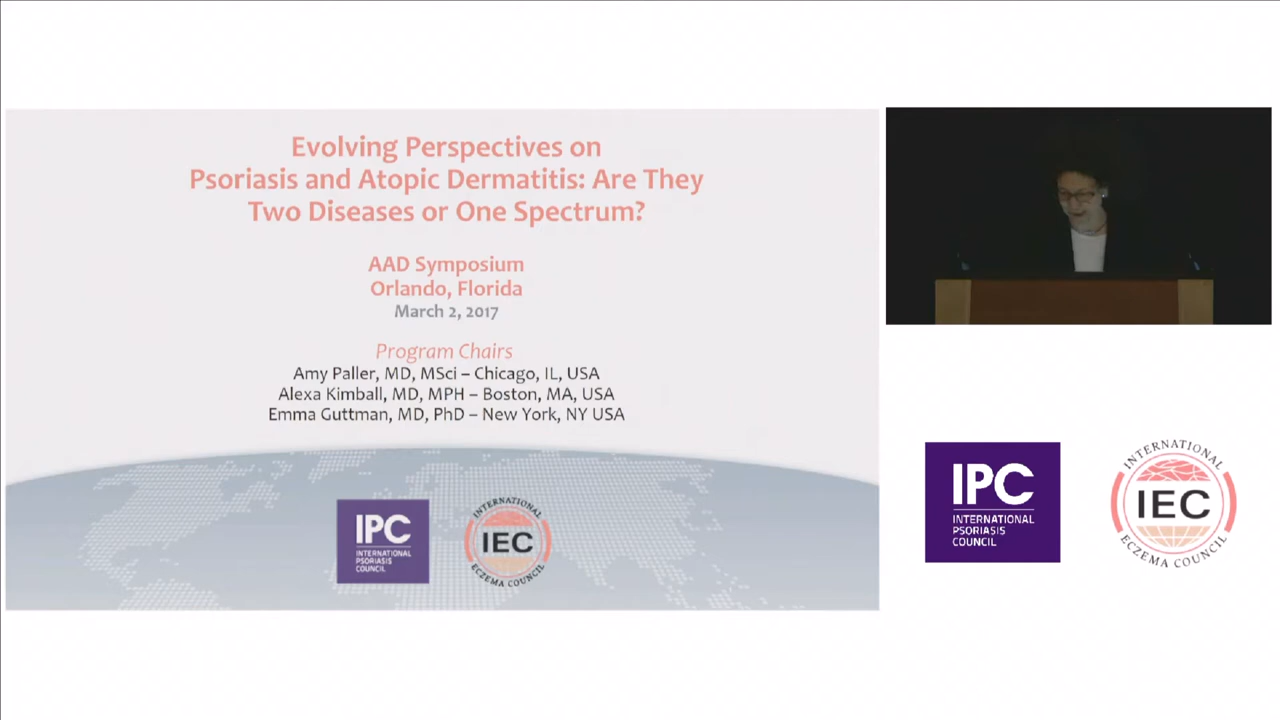 Evolving Perspectives on
Psoriasis and Atopic Dermatitis: Are They
Two Diseases or One Spectrum?
AAD Symposium
Orlando, Florida
March 2, 2017
Program Chairs
Amy Paller, MD, MSci – Chicago, IL, USA
Alexa Kimball, MD, MPH – Boston, MA, USA
Emma Guttman, MD, PhD – New York, NY USA
IPC
INTERNATIONAL
PSORIASIS
COUNCIL
INTERNATIONAL
IEC
ECZEMA COUNCIL
IPC
INTERNATIONAL
PSORIASIS
COUNCIL
INTERNATIONAL
IEC
ECZEMA COUNCIL